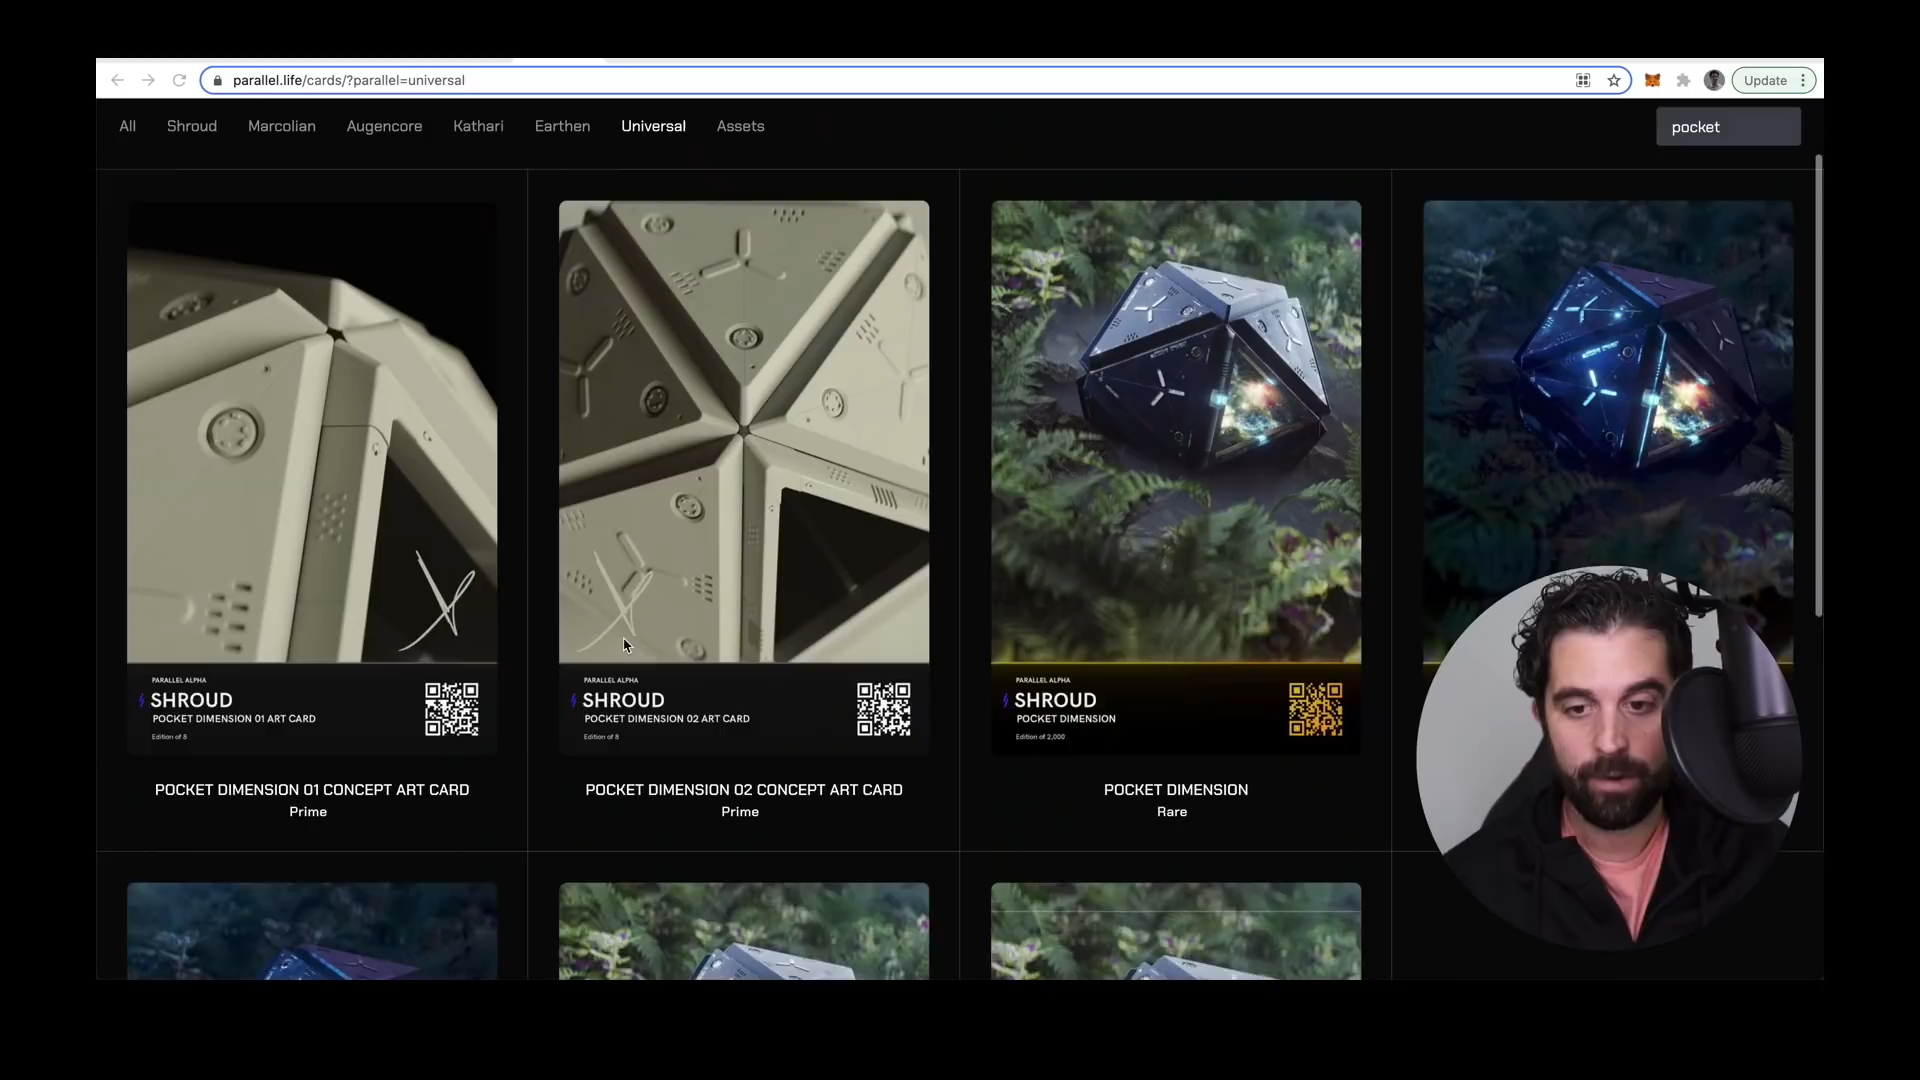 parallel.life/cards/?parallel=universal
Update
All
Shroud
Marcolian
Augencore
Kathari
Earthen
Universal
Assets
pocket
PARALLEL ALPHA
SHROUD
POCKET DIMENSION 01 ART CARD
Edition of 8
PARALLEL ALPHA
SHROUD
POCKET DIMENSION 02 ART CARD
Edition of 8
PARALLEL ALPHA
SHROUD
POCKET DIMENSION
Edition of 2,000
POCKET DIMENSION 01 CONCEPT ART CARD
Prime
POCKET DIMENSION 02 CONCEPT ART CARD
Prime
POCKET DIMENSION
Rare